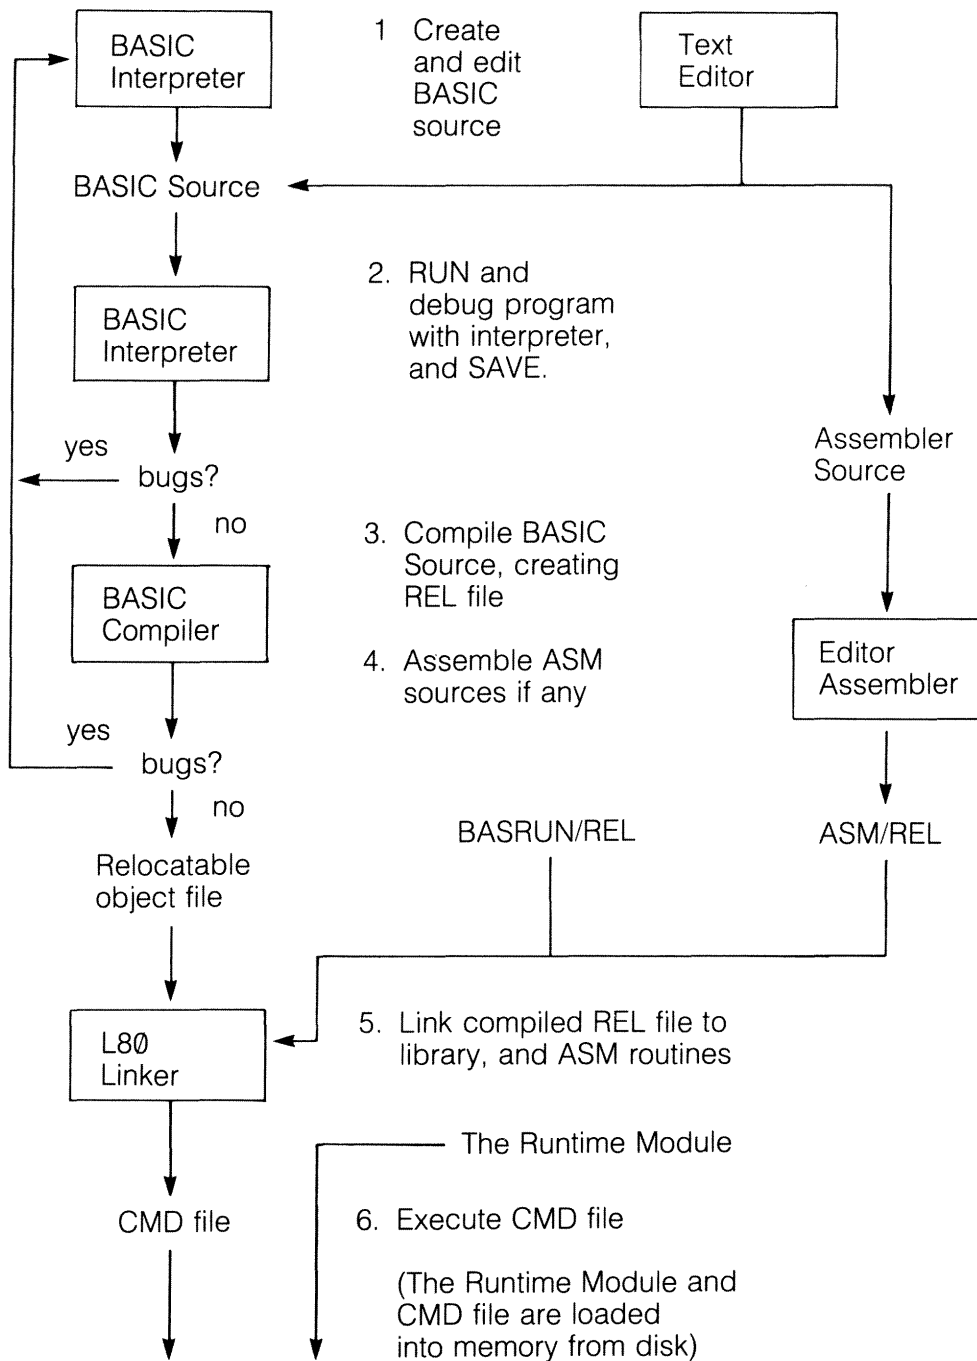 BASIC
Interpreter
1 Create
and edit
BASIC
source
Text
Editor
BASIC Source
BASIC
Interpreter
2. RUN and
debug program
with interpreter,
and SAVE.
yes
bugs?
no
Assembler
Source
BASIC
Compiler
3. Compile BASIC
Source, creating
REL file
4. Assemble ASM
sources if any
Editor
Assembler
yes
bugs?
no
Relocatable
object file
BASRUN/REL
ASM/REL
L8Ø
Linker
5. Link compiled REL file to
library, and ASM routines
The Runtime Module
CMD file
6. Execute CMD file
(The Runtime Module and
CMD file are loaded
into memory from disk)